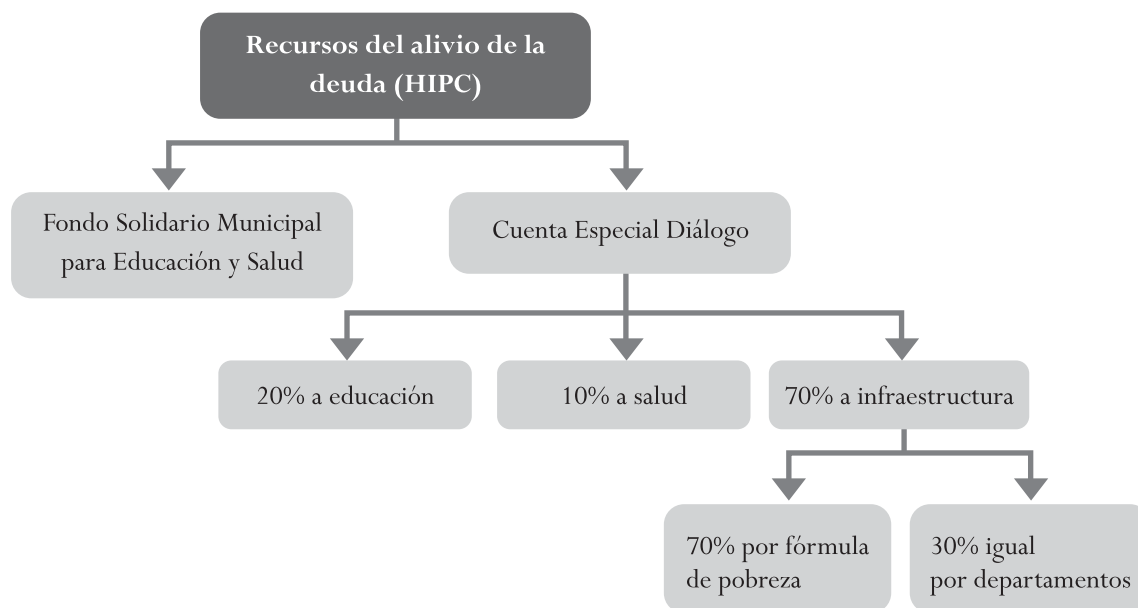 Recursos del alivio de la
deuda (HIPC)
Fondo Solidario Municipal
para Educación y Salud
Cuenta Especial Diálogo
20% a educación
10% a salud
70% a infraestructura
70% por fórmula
de pobreza
30% igual
por departamentos